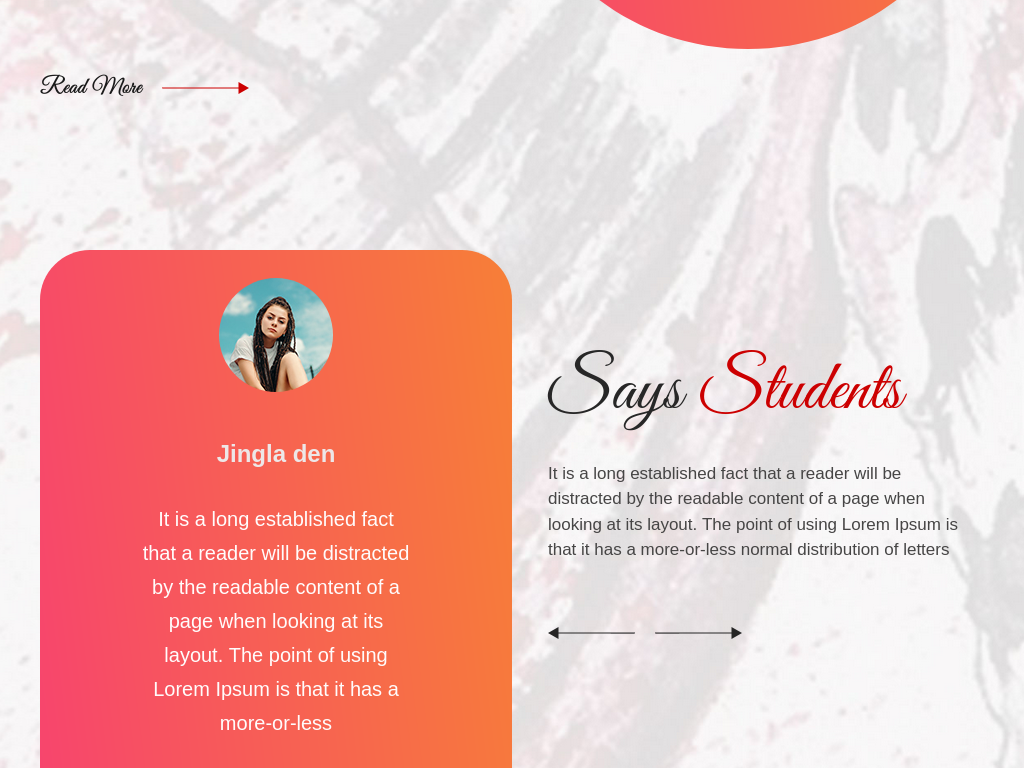 Read More
Jingla den
It is a long established fact
that a reader will be distracted
by the readable content of a
page when looking at its
layout. The point of using
Lorem Ipsum is that it has a
more-or-less
Says Students
It is a long established fact that a reader will be
distracted by the readable content of a page when
looking at its layout. The point of using Lorem Ipsum is
that it has a more-or-less normal distribution of letters